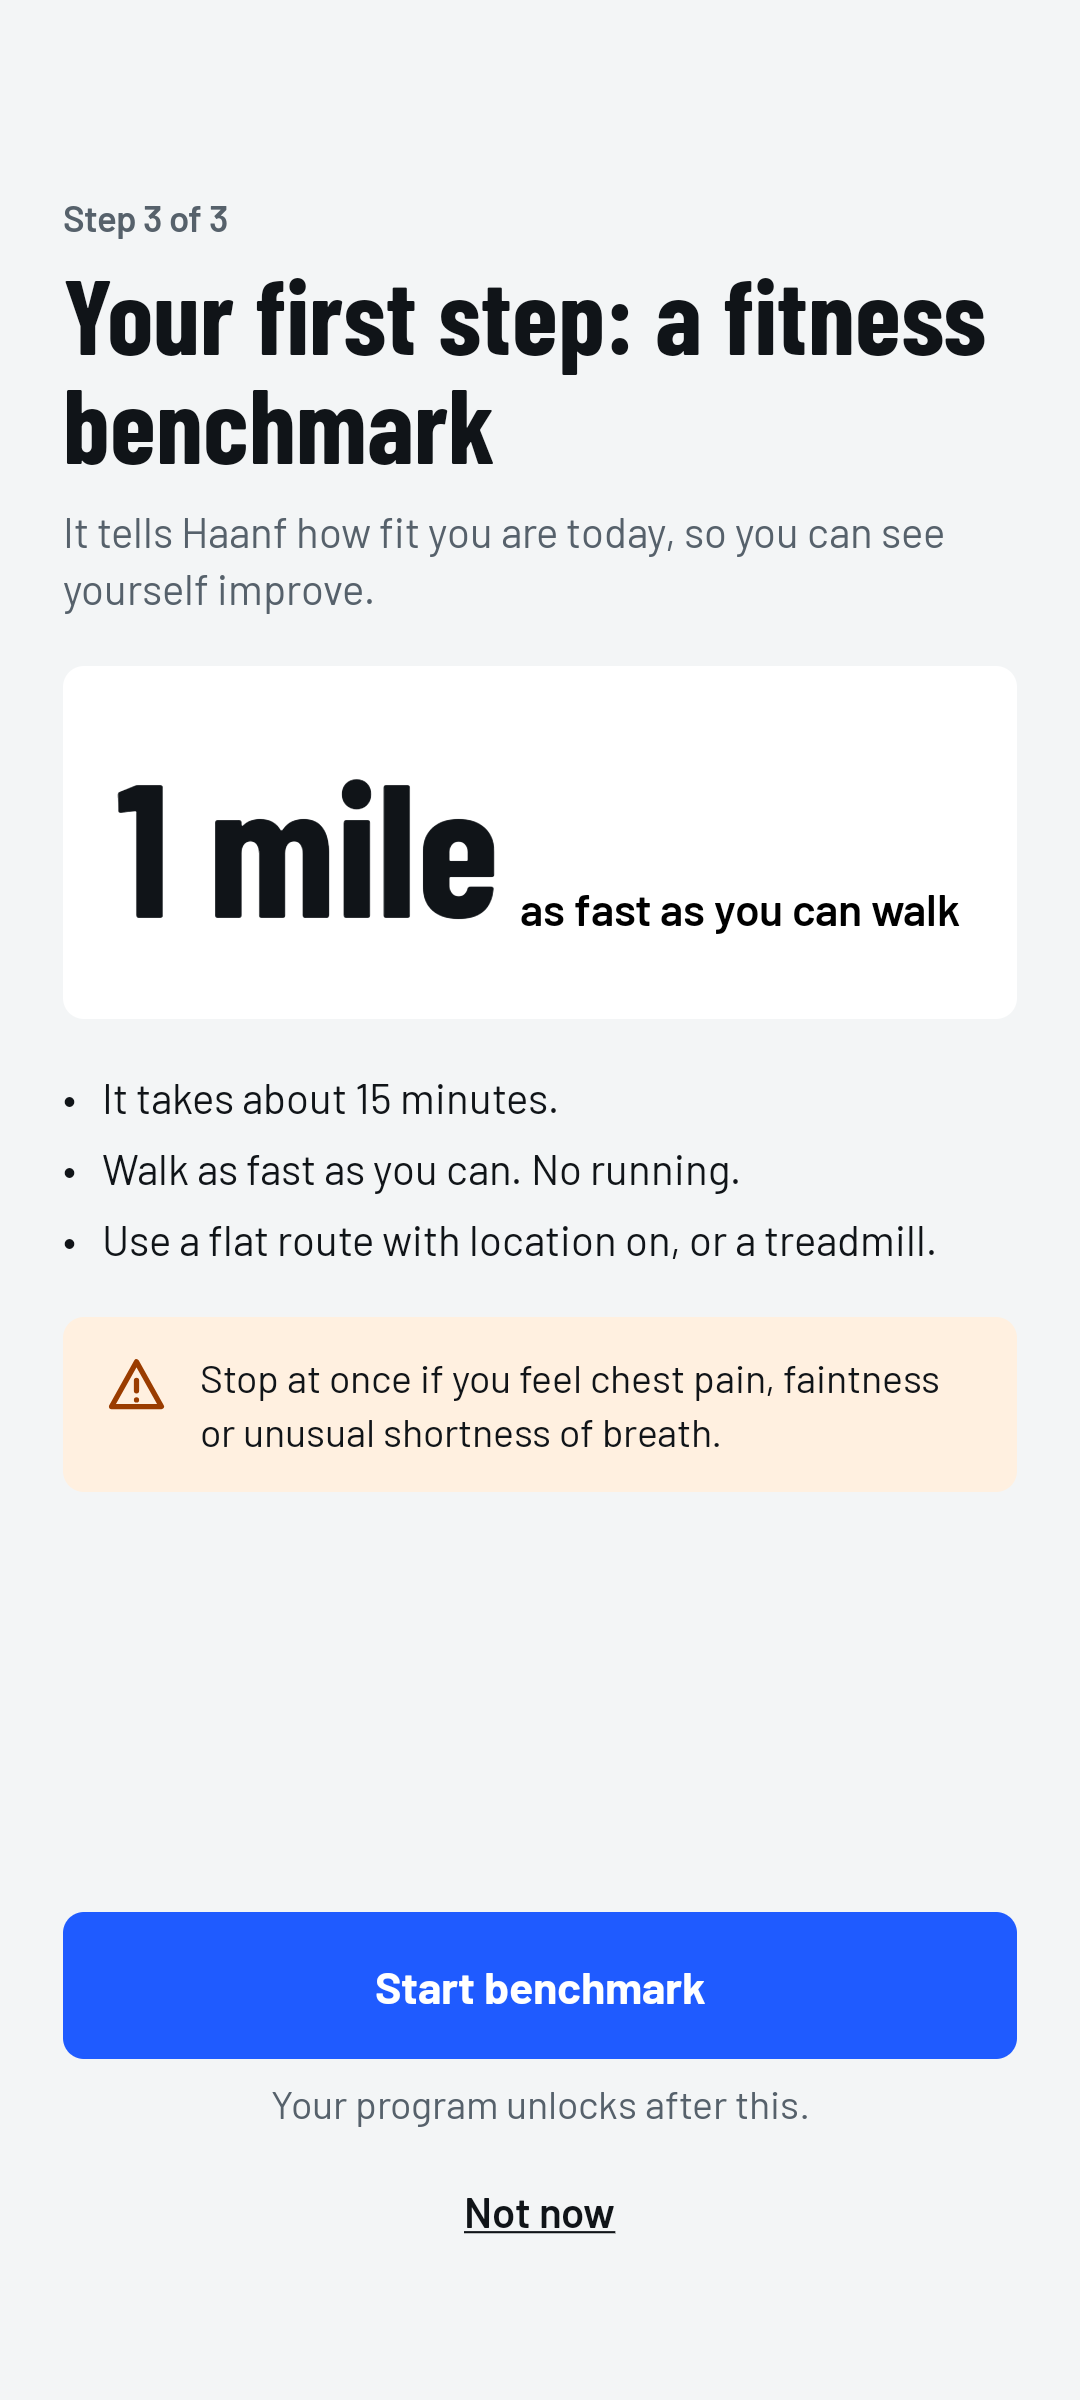 Step 3 of 3
Your first step: a fitness
benchmark
It tells Haanf how fit you are today, so you can see
yourself improve.
1 mile as fast as you can walk
• It takes about 15 minutes.
• Walk as fast as you can. No running.
• Use a flat route with location on, or a treadmill.
Stop at once if you feel chest pain, faintness
or unusual shortness of breath.
Start benchmark
Your program unlocks after this.
Not now